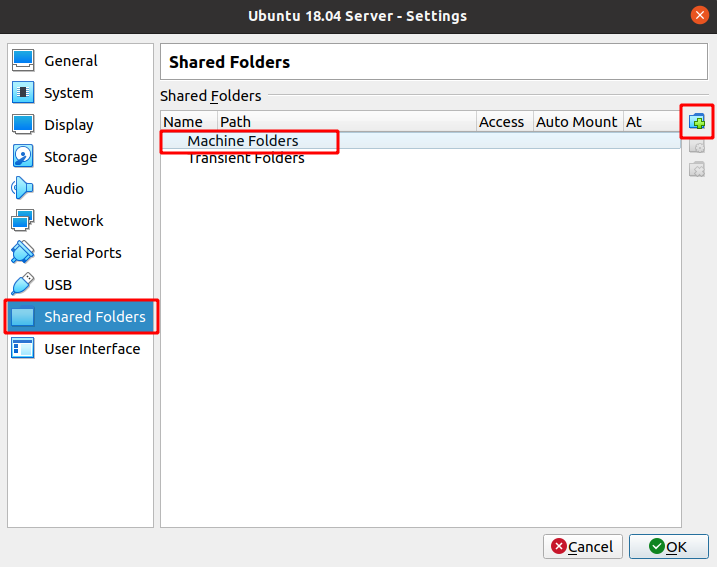 Ubuntu 18.04 Server - Settings
General
System
Display
Storage
Audio
Network
Serial Ports
USB
Shared Folders
User Interface
Shared Folders
Shared Folders
Name Path Access Auto Mount At
Machine Folders
Transient Folders
Cancel OK